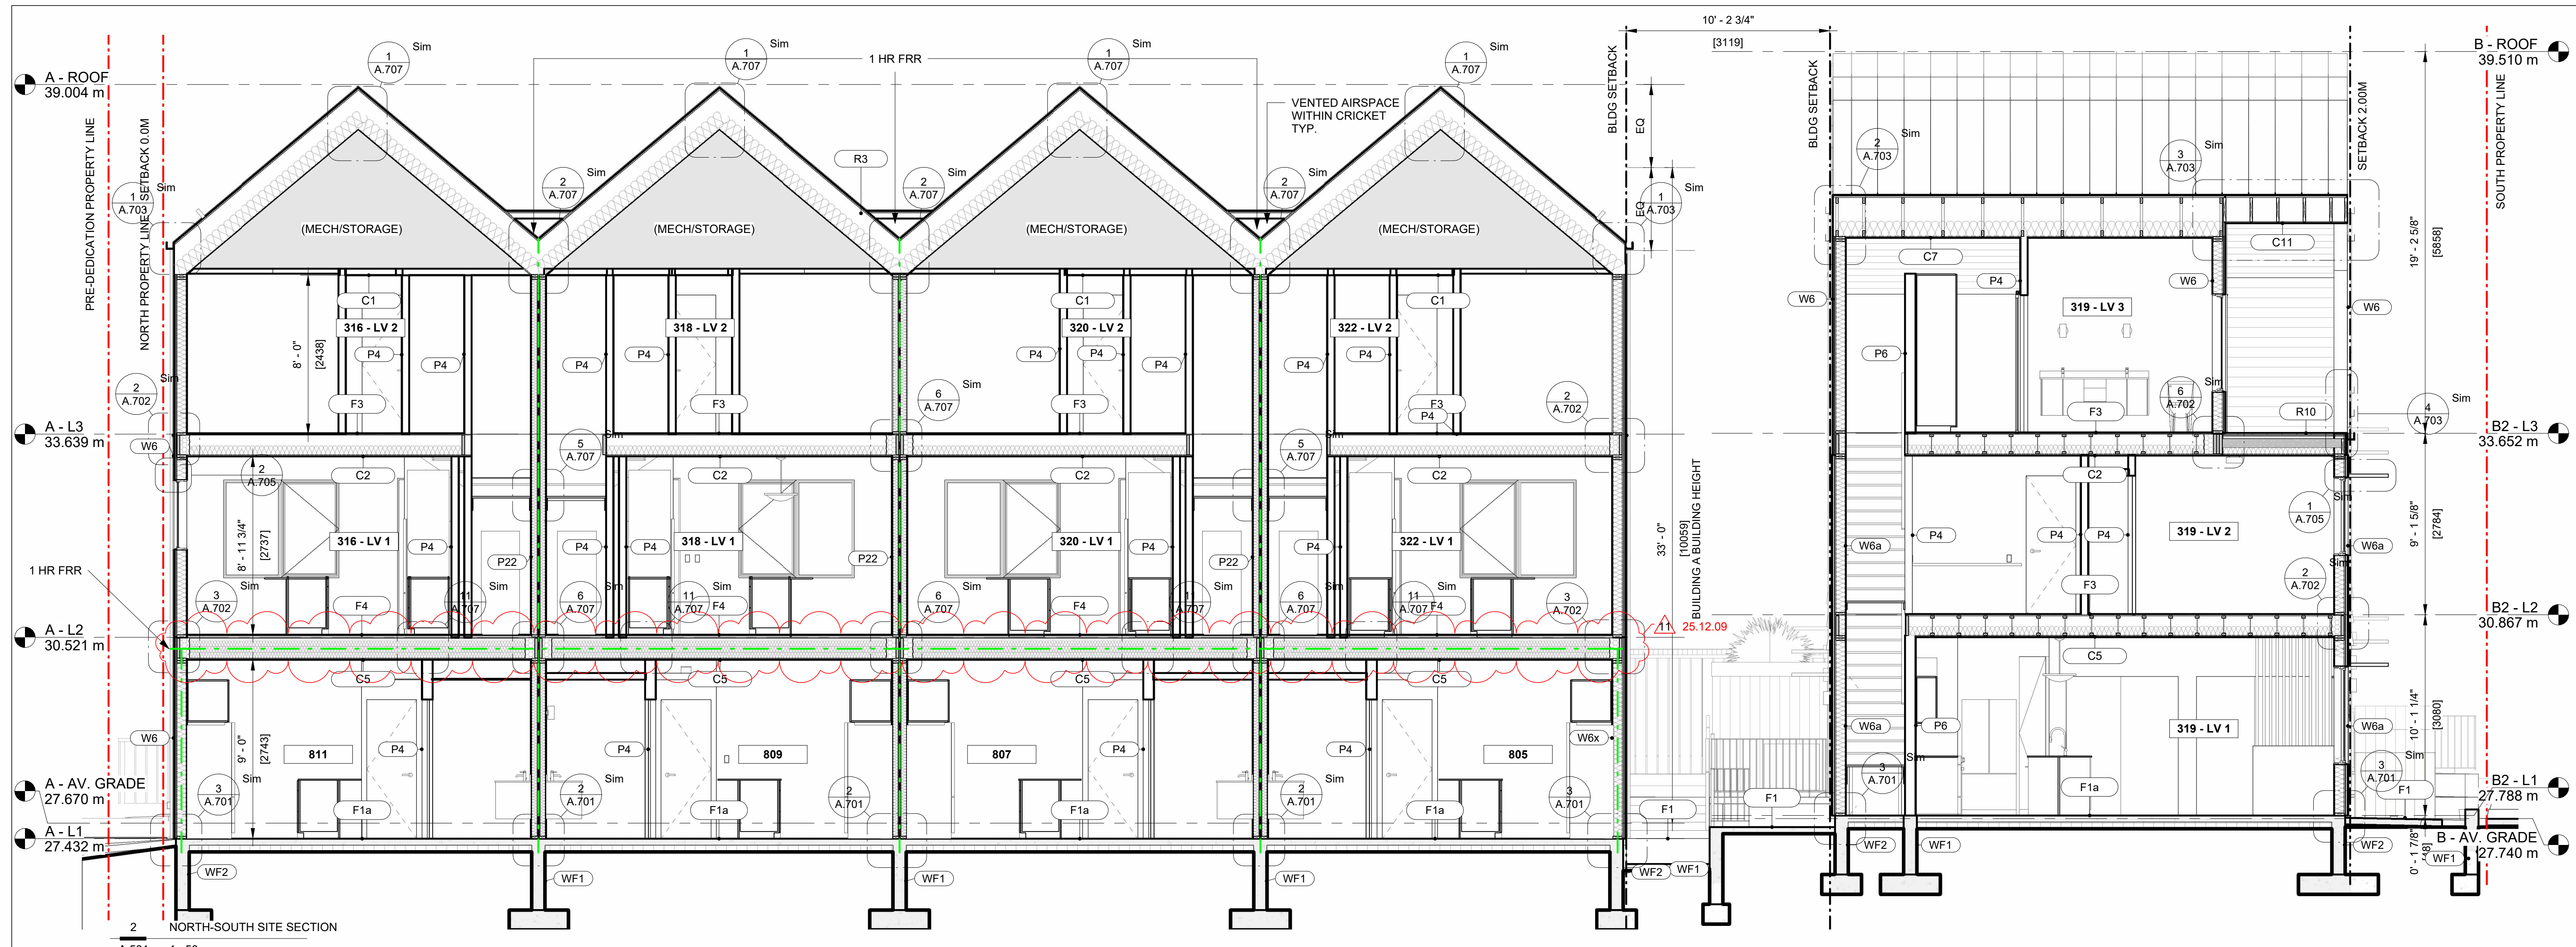 10' - 2 3/4"
[3119]
Sim
1
A.707
Sim
1
A.707
Sim
1
A.707
Sim
1
A.707
1 HR FRR
A - ROOF
39.004 m
B - ROOF
39.510 m
PRE-DEDICATION PROPERTY LINE
NORTH PROPERTY LINE, SETBACK 0.0M
BLDG SETBACK
BLDG SETBACK
SETBACK 2.00M
SOUTH PROPERTY LINE
VENTED AIRSPACE
WITHIN CRICKET
TYP.
EQ
EQ
R3
Sim
1
A.703
Sim
2
A.707
Sim
2
A.707
Sim
2
A.707
Sim
1
A.703
Sim
2
A.703
Sim
3
A.703
(MECH/STORAGE)
(MECH/STORAGE)
(MECH/STORAGE)
(MECH/STORAGE)
C7
C11
19' - 2 5/8"
[5858]
P4
W6
W6
W6
C1
C1
C1
316 - LV 2
318 - LV 2
320 - LV 2
322 - LV 2
319 - LV 3
8' - 0"
[2438]
P4
P4
P4
P4
P4
P4
P4
P4
P4
P6
Sim
2
A.702
F3
F3
F3
F3
P4
Sim
6
A.707
2
A.702
F3
Sim
6
A.702
R10
Sim
4
A.703
A - L3
33.639 m
B2 - L3
33.652 m
W6
2
A.705
Sim
5
A.707
Sim
5
A.707
C2
C2
C2
C2
C2
8' - 11 3/4"
[2737]
316 - LV 1
318 - LV 1
320 - LV 1
322 - LV 1
319 - LV 2
P4
P22
P4
P4
P22
P4
P22
P4
33' - 0"
[10059]
BUILDING A BUILDING HEIGHT
W6a
P4
P4
P4
W6a
Sim
1
A.705
9' - 1 5/8"
[2784]
1 HR FRR
Sim
3
A.702
F4
Sim
11
A.707
Sim
6
A.707
Sim
11
A.707
F4
Sim
6
A.707
F4
Sim
11
A.707
Sim
6
A.707
Sim
11
A.707
F4
3
A.702
F3
Sim
2
A.702
11
25.12.09
A - L2
30.521 m
B2 - L2
30.867 m
C5
C5
C5
C5
C5
W6
9' - 0"
[2743]
811
P4
P4
809
807
P4
P4
805
W6x
W6a
P6
319 - LV 1
W6a
10' - 1 1/4"
[3080]
A - AV. GRADE
27.670 m
Sim
3
A.701
F1a
Sim
2
A.701
F1a
2
A.701
F1a
Sim
2
A.701
F1a
3
A.701
F1
F1
Sim
3
A.701
F1a
Sim
3
A.701
F1
B2 - L1
27.788 m
A - L1
27.432 m
B - AV. GRADE
27.740 m
0' - 1 7/8"
WF2
WF1
WF1
WF1
WF2
WF1
WF2
WF1
WF2
WF1
2
NORTH-SOUTH SITE SECTION